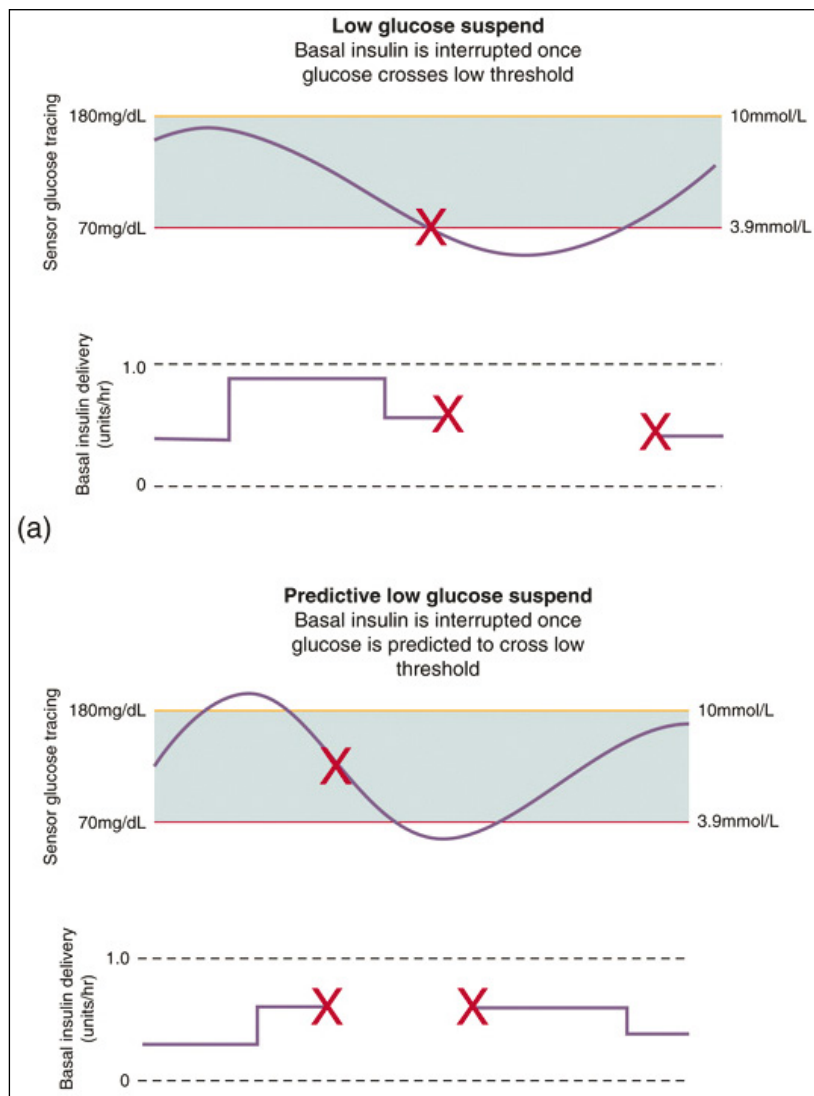 Low glucose suspend
Basal insulin is interrupted once
glucose crosses low threshold
Sensor glucose tracing
180mg/dL
10mmol/L
70mg/dL
3.9mmol/L
X
Basal insulin delivery
(units/hr)
1.0
X
X
0
(a)
Predictive low glucose suspend
Basal insulin is interrupted once
glucose is predicted to cross low
threshold
Sensor glucose tracing
180mg/dL
10mmol/L
X
70mg/dL
3.9mmol/L
Basal insulin delivery
(units/hr)
1.0
X
X
0